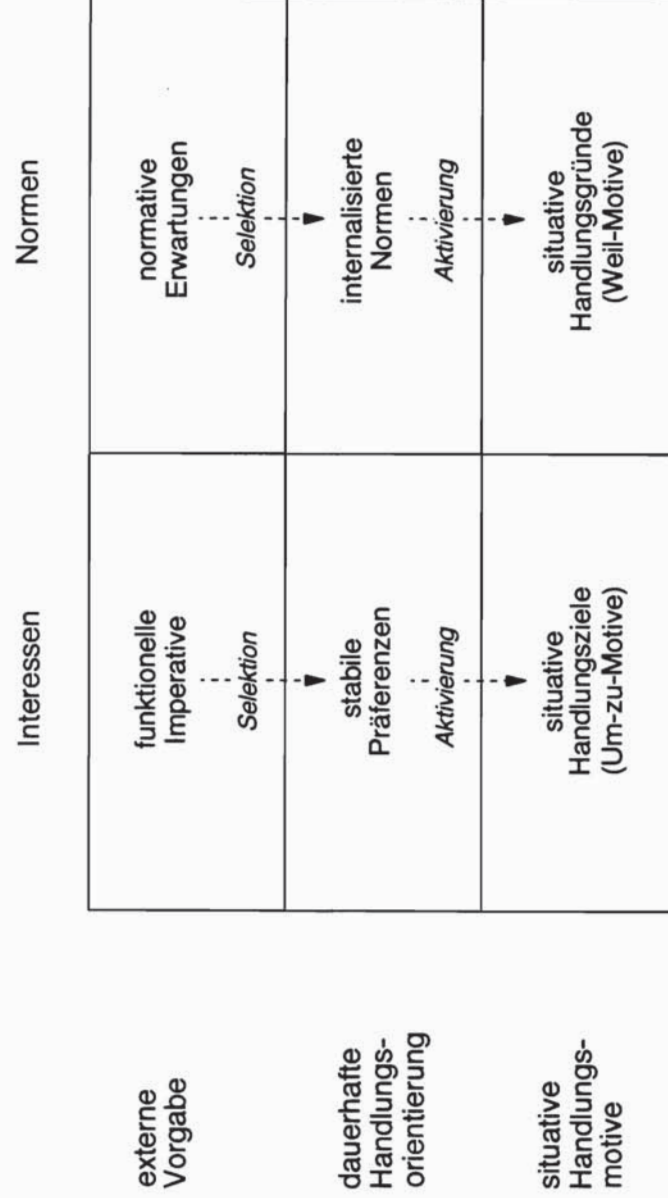 Interessen
Normen
externe
Vorgabe
funktionelle
Imperative
Selektion
normative
Erwartungen
Selektion
dauerhafte
Handlungs-
orientierung
stabile
Präferenzen
Aktivierung
internalisierte
Normen
Aktivierung
situative
Handlungs-
motive
situative
Handlungsziele
(Um-zu-Motive)
situative
Handlungsgründe
(Weil-Motive)